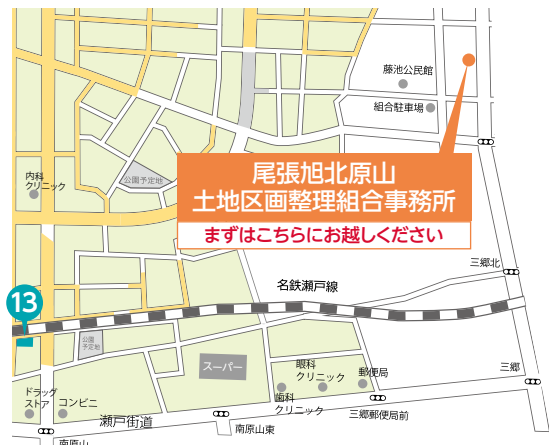 藤池公民館
組合駐車場
内科
クリニック
公園予定地
尾張旭北原山
土地区画整理組合事務所
まずはこちらにお越しください
三郷北
名鉄瀬戸線
13
公園
予定地
スーパー
眼科
クリニック
郵便局
三郷
ドラッグ
ストア
コンビニ
歯科
クリニック
三郷郵便局前
瀬戸街道
南原山東
南原山